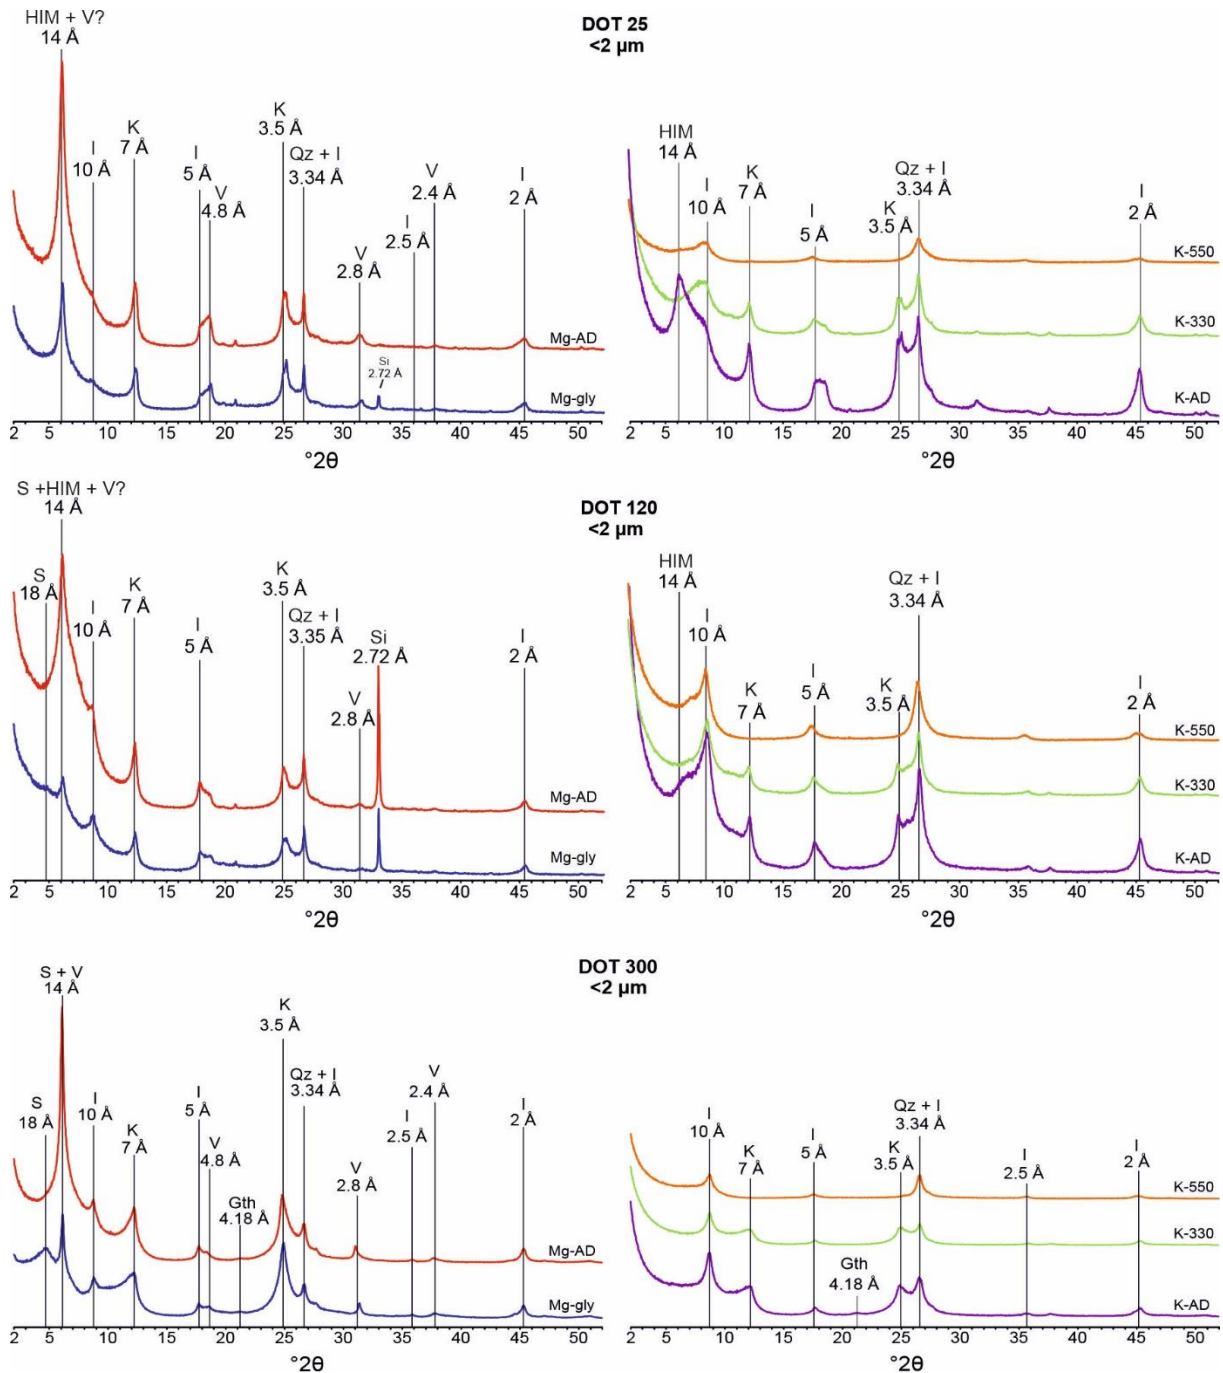 DOT 25
<2 µm
HIM + V?
14 Å
I
10 Å
K
7 Å
I
5 Å
V
4.8 Å
K
3.5 Å
Qz + I
3.34 Å
V
2.8 Å
Si
2.72 Å
I
2.5 Å
V
2.4 Å
I
2 Å
Mg-AD
Mg-gly
2 5 10 15 20 25 30 35 40 45 50
°2θ
HIM
14 Å
I
10 Å
K
7 Å
I
5 Å
K
3.5 Å
Qz + I
3.34 Å
I
2 Å
K-550
K-330
K-AD
2 5 10 15 20 25 30 35 40 45 50
°2θ
DOT 120
<2 µm
S +HIM + V?
14 Å
S
18 Å
I
10 Å
K
7 Å
I
5 Å
K
3.5 Å
Qz + I
3.35 Å
V
2.8 Å
Si
2.72 Å
I
2 Å
Mg-AD
Mg-gly
2 5 10 15 20 25 30 35 40 45 50
°2θ
HIM
14 Å
I
10 Å
K
7 Å
I
5 Å
K
3.5 Å
Qz + I
3.34 Å
I
2 Å
K-550
K-330
K-AD
2 5 10 15 20 25 30 35 40 45 50
°2θ
DOT 300
<2 µm
S + V
14 Å
S
18 Å
I
10 Å
K
7 Å
I
5 Å
V
4.8 Å
Gth
4.18 Å
K
3.5 Å
Qz + I
3.34 Å
V
2.8 Å
I
2.5 Å
V
2.4 Å
I
2 Å
Mg-AD
Mg-gly
2 5 10 15 20 25 30 35 40 45 50
°2θ
I
10 Å
K
7 Å
I
5 Å
Gth
4.18 Å
K
3.5 Å
Qz + I
3.34 Å
I
2.5 Å
I
2 Å
K-550
K-330
K-AD
2 5 10 15 20 25 30 35 40 45 50
°2θ